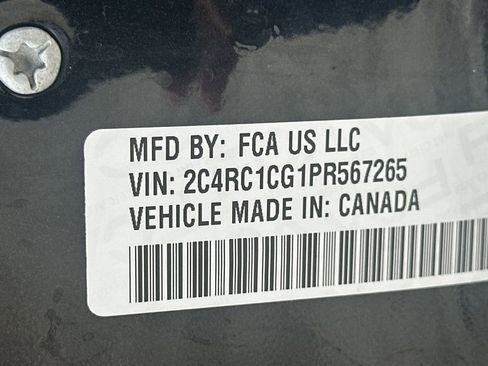 MFD BY: FCA US LLC
VIN: 2C4RC1CG1PR567265
VEHICLE MADE IN: CANADA